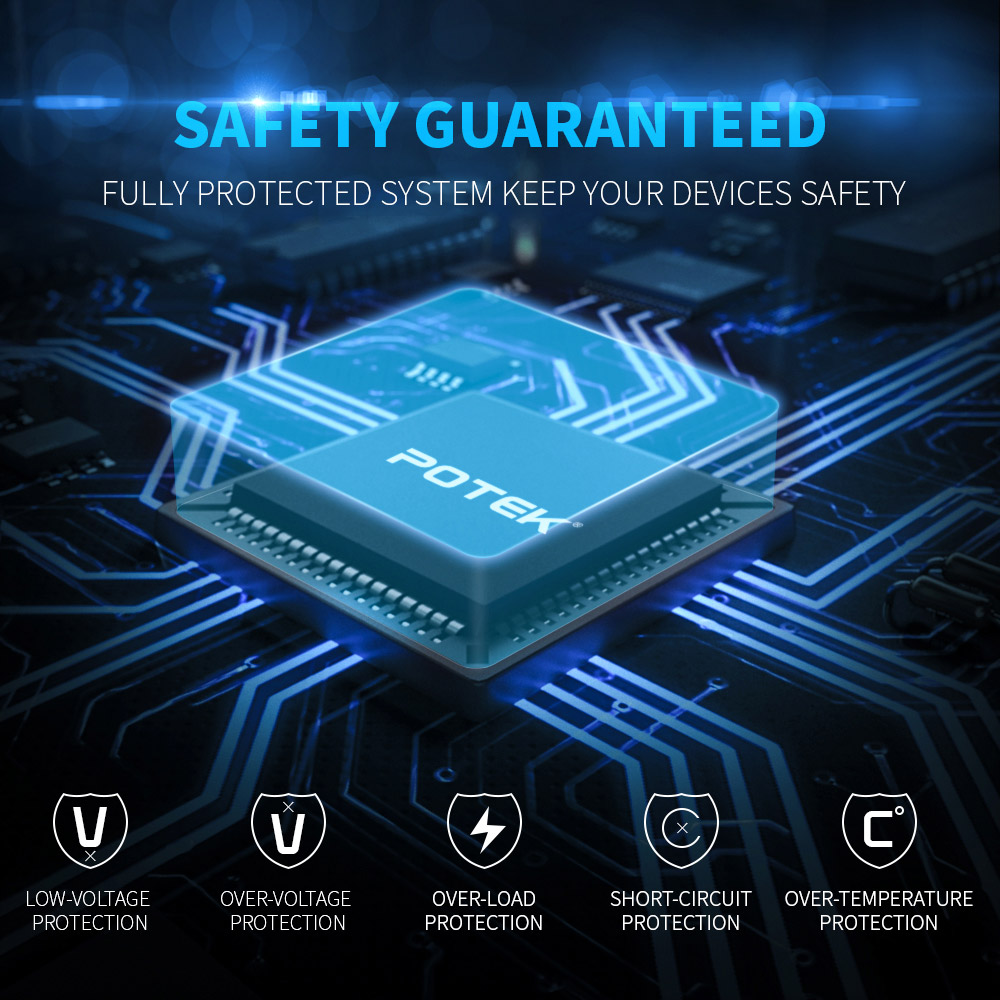 SAFETY GUARANTEED
FULLY PROTECTED SYSTEM KEEP YOUR DEVICES SAFETY
POTEK®
V
V
C°
LOW-VOLTAGE
PROTECTION
OVER-VOLTAGE
PROTECTION
OVER-LOAD
PROTECTION
SHORT-CIRCUIT
PROTECTION
OVER-TEMPERATURE
PROTECTION